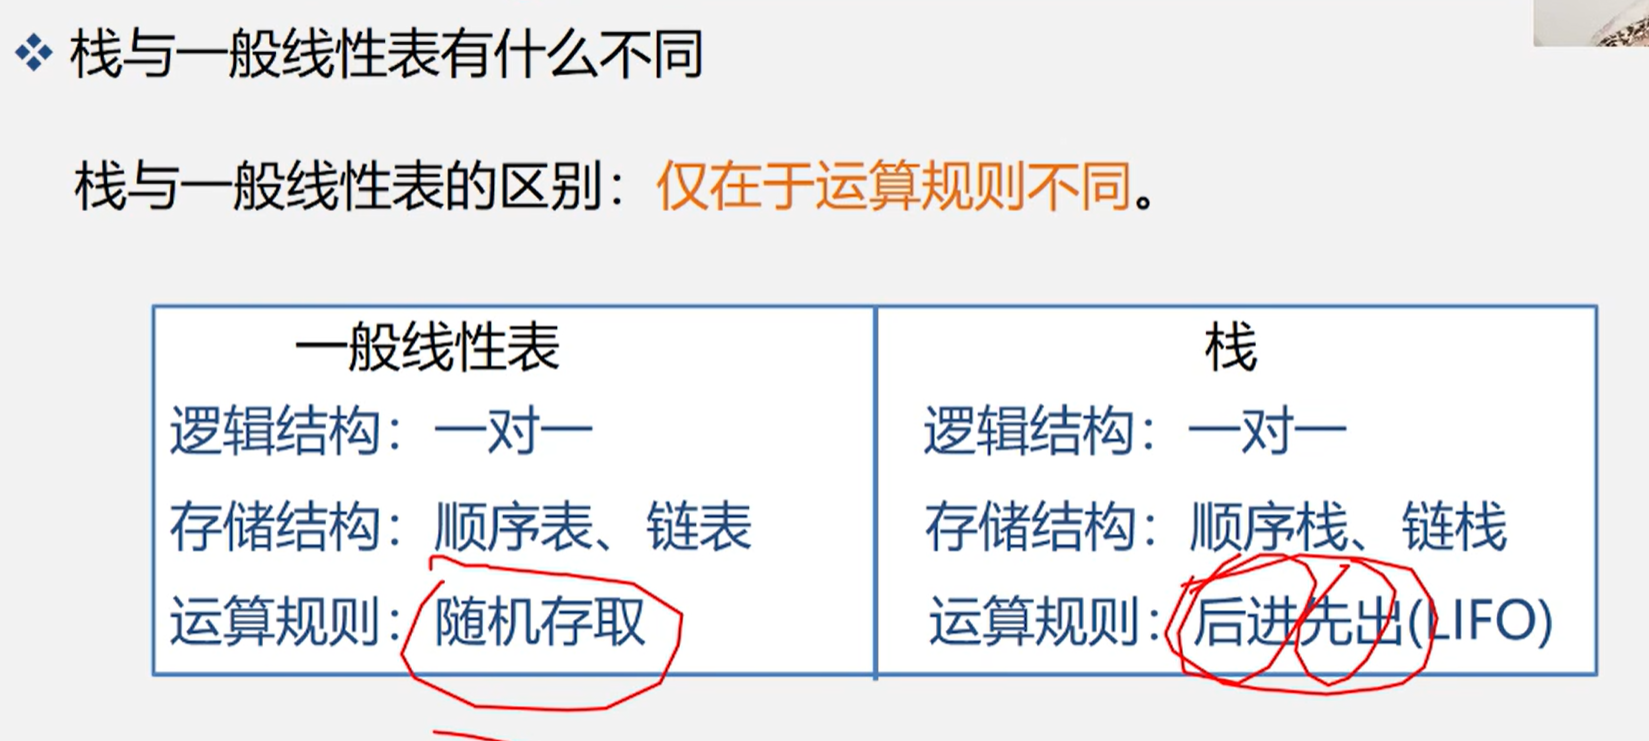 栈与一般线性表有什么不同
栈与一般线性表的区别：仅在于运算规则不同。
一般线性表
逻辑结构：一对一
存储结构：顺序表、链表
运算规则：随机存取
栈
逻辑结构：一对一
存储结构：顺序栈、链栈
运算规则：后进先出(LIFO)